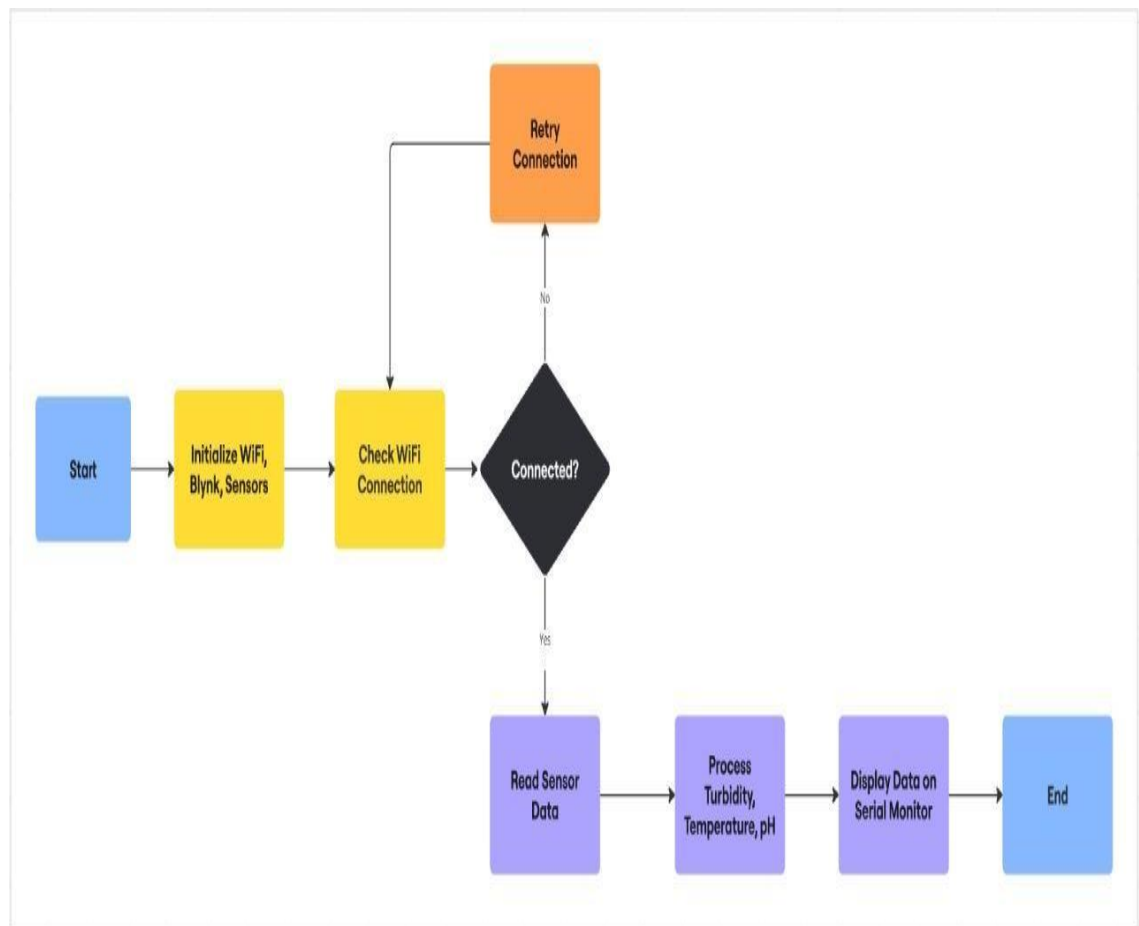 Retry
Connection
No
Start
Initialize WiFi,
Blynk, Sensors
Check WiFi
Connection
Connected?
Yes
Read Sensor
Data
Process
Turbidity,
Temperature, pH
Display Data on
Serial Monitor
End